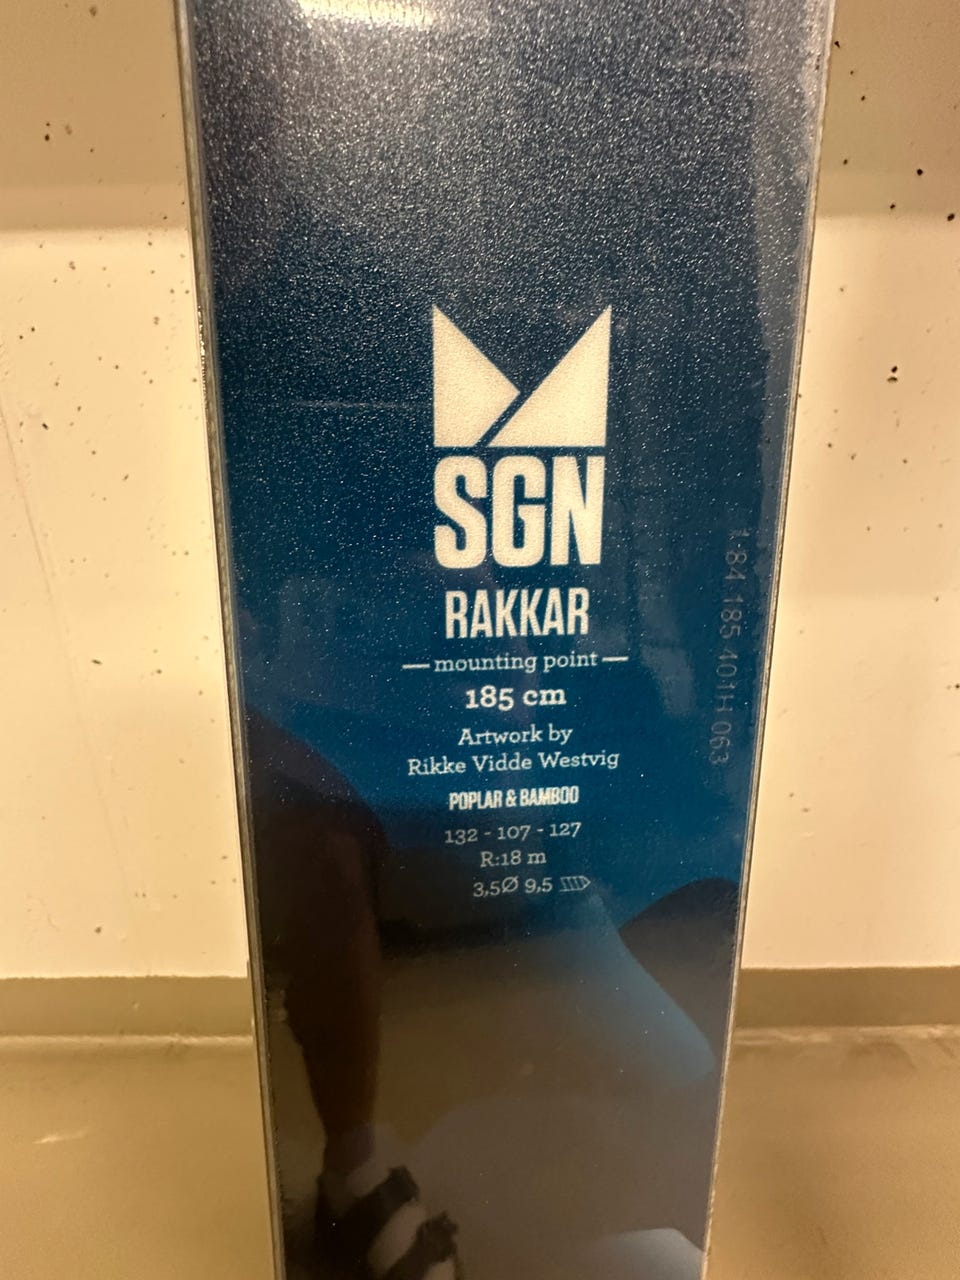 SGN
RAKKAR
mounting point
185 cm
Artwork by
Rikke Vidde Westvig
POPLAR & BAMBOO
132 - 107 - 127
R:18 m
3,5Ø 9,5
84 185 401H 063